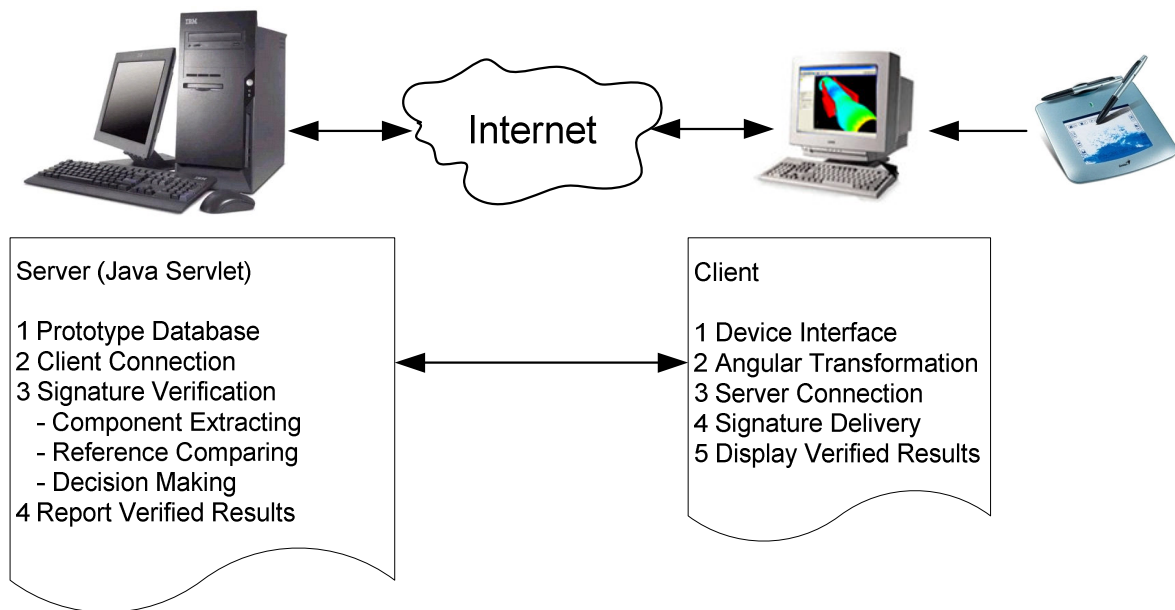 IBM
Internet
Server (Java Servlet)
1 Prototype Database
2 Client Connection
3 Signature Verification
- Component Extracting
- Reference Comparing
- Decision Making
4 Report Verified Results
Client
1 Device Interface
2 Angular Transformation
3 Server Connection
4 Signature Delivery
5 Display Verified Results